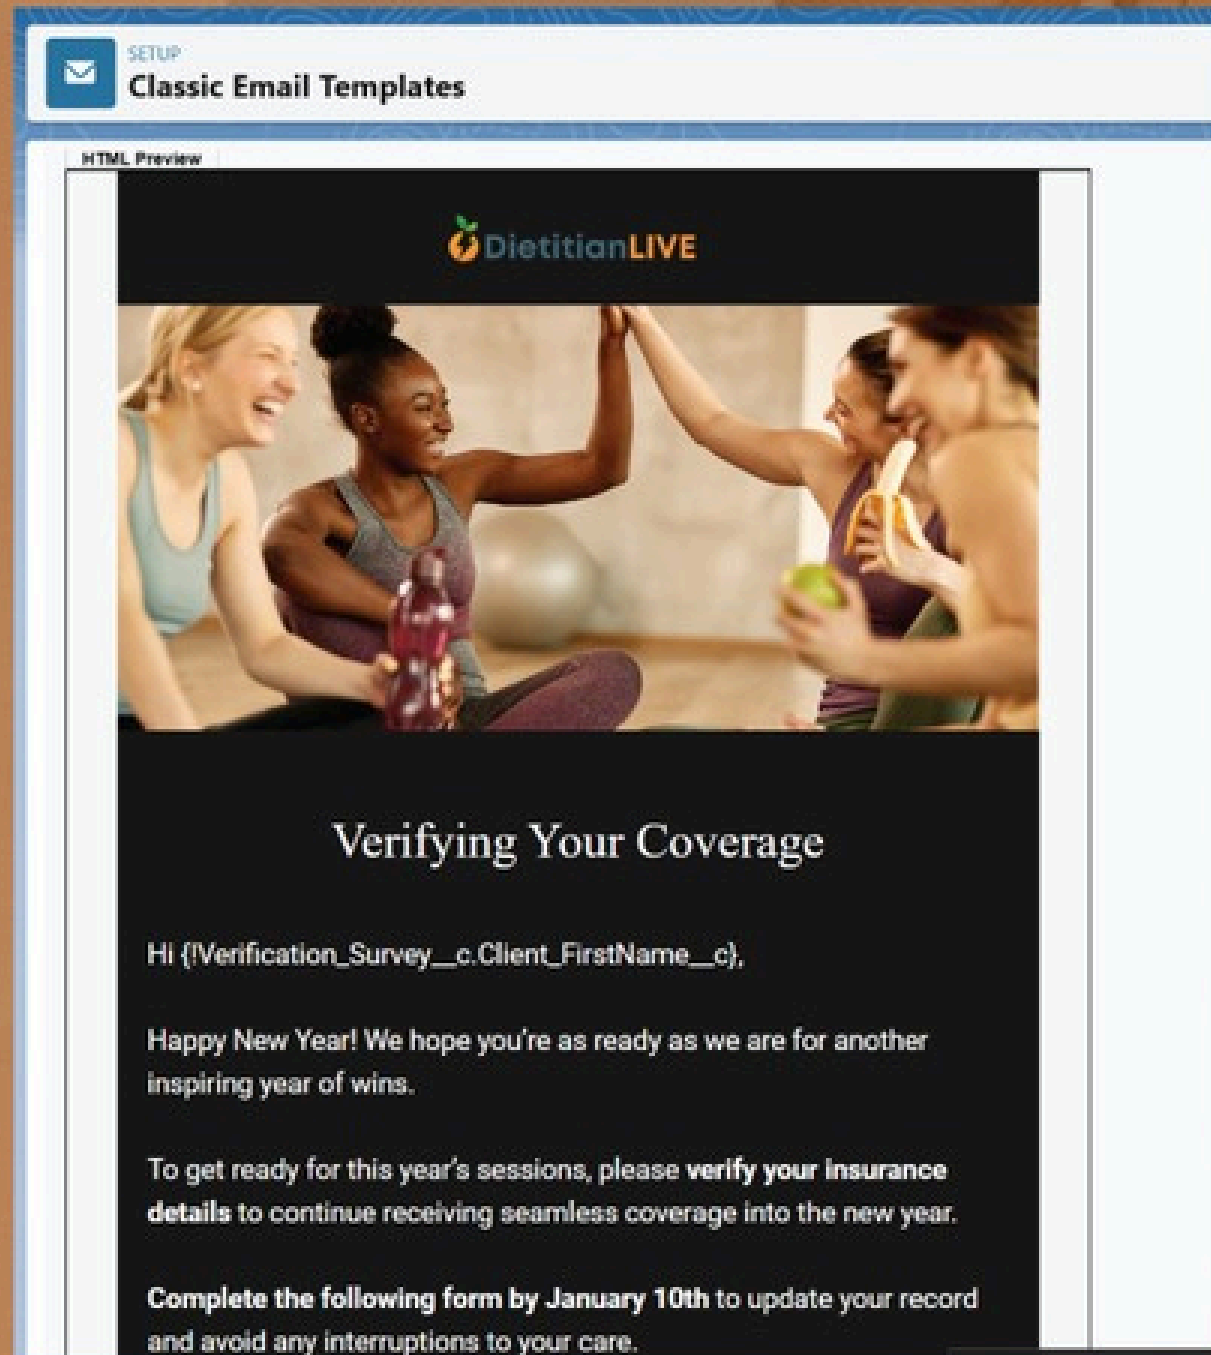 SETUP
Classic Email Templates
HTML Preview
DietitianLIVE
Verifying Your Coverage
Hi {!Verification_Survey__c.Client_FirstName__c},
Happy New Year! We hope you're as ready as we are for another
inspiring year of wins.
To get ready for this year's sessions, please verify your insurance
details to continue receiving seamless coverage into the new year.
Complete the following form by January 10th to update your record
and avoid any interruptions to your care.